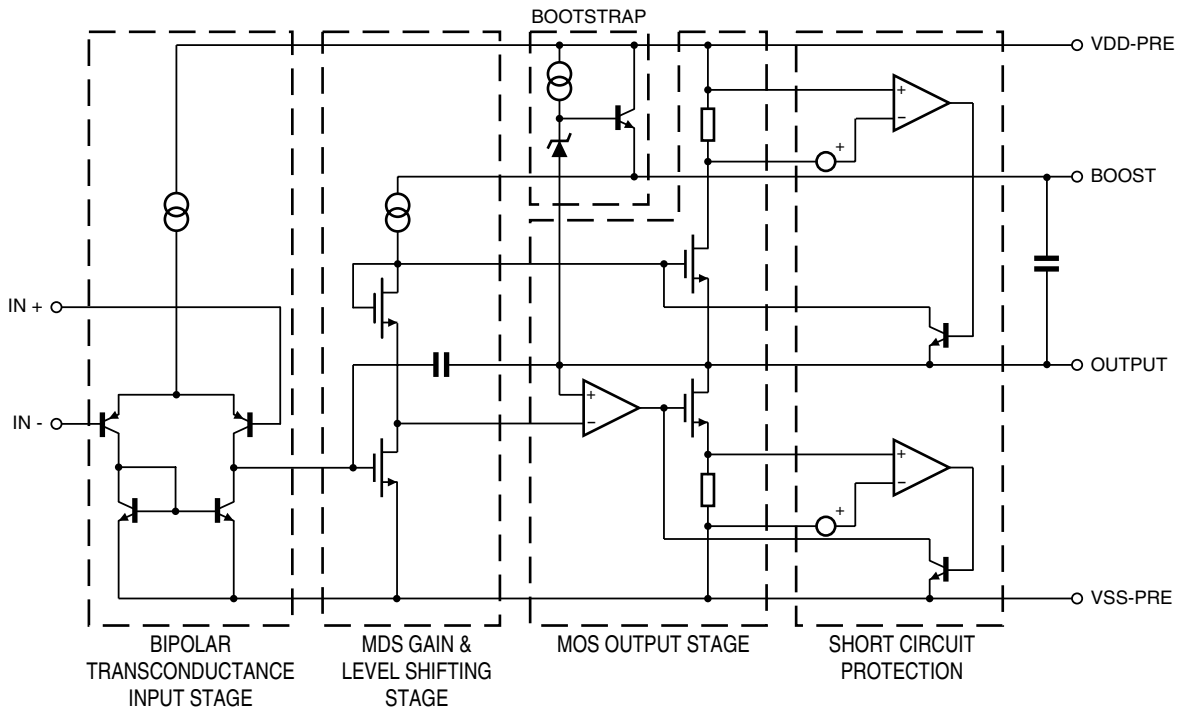 BOOTSTRAP
VDD-PRE
+
−
+
BOOST
IN +
OUTPUT
IN -
+
−
+
−
+
VSS-PRE
BIPOLAR
TRANSCONDUCTANCE
INPUT STAGE
MDS GAIN &
LEVEL SHIFTING
STAGE
MOS OUTPUT STAGE
SHORT CIRCUIT
PROTECTION